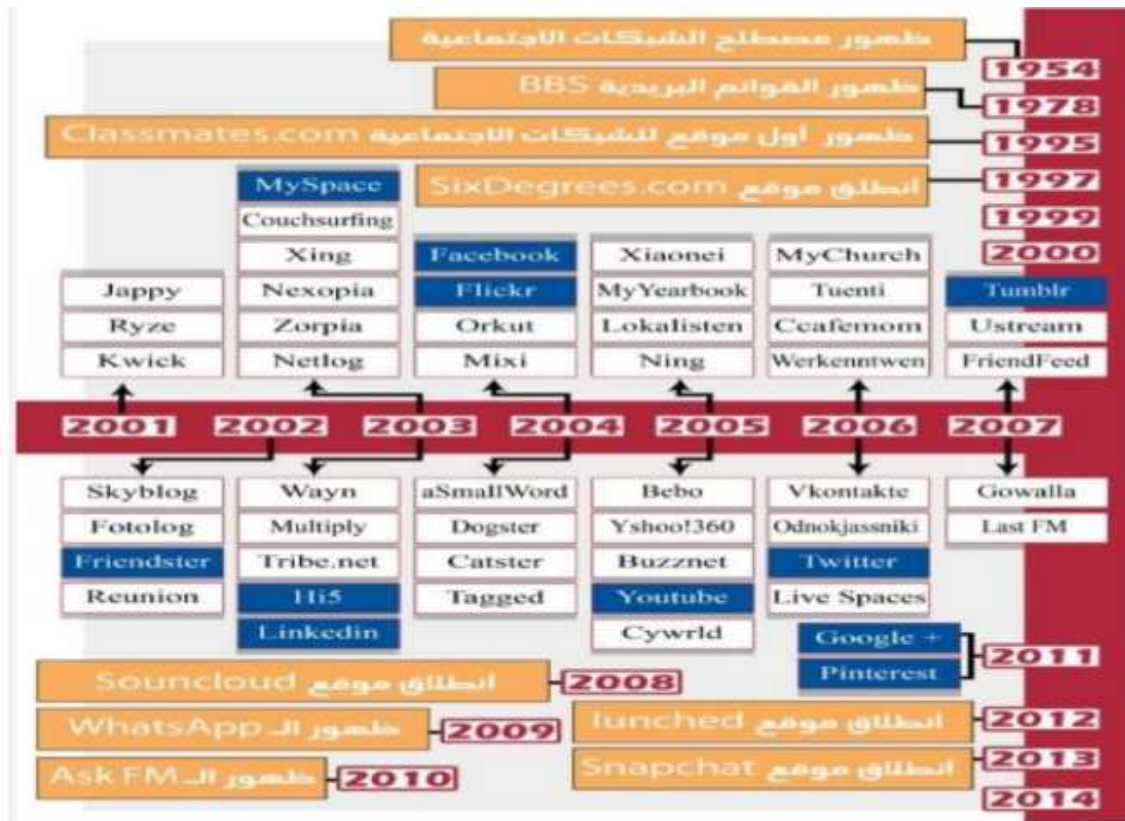 ظهور مصطلح الشبكات الاجتماعية
1954
ظهور القوائم البريدية BBS
1978
ظهور أول موقع للشبكات الاجتماعية Classmates.com
1995
انطلق موقع SixDegrees.com
1997
1999
2000
Jappy
Ryze
Kwick
MySpace
Couchsurfing
Xing
Nexopia
Zorpia
Netlog
Facebook
Flickr
Orkut
Mixi
Xiaonei
MyYearbook
Lokalisten
Ning
MyChurch
Tuenti
Ccafemom
Werkenntwen
Tumblr
Ustream
FriendFeed
2001 2002 2003 2004 2005 2006 2007
Skyblog
Fotolog
Friendster
Reunion
Wayn
Multiply
Tribe.net
Hi5
Linkedin
aSmallWord
Dogster
Catster
Tagged
Bebo
Yshoo!360
Buzznet
Youtube
Cywrld
Vkontakte
Odnokjassniki
Twitter
Live Spaces
Gowalla
Last FM
Google +
Pinterest
2011
انطلاق موقع Souncloud
2008
ظهور الـ WhatsApp
2009
ظهور الـ Ask FM
2010
انطلاق موقع lunched
2012
انطلاق موقع Snapchat
2013
2014